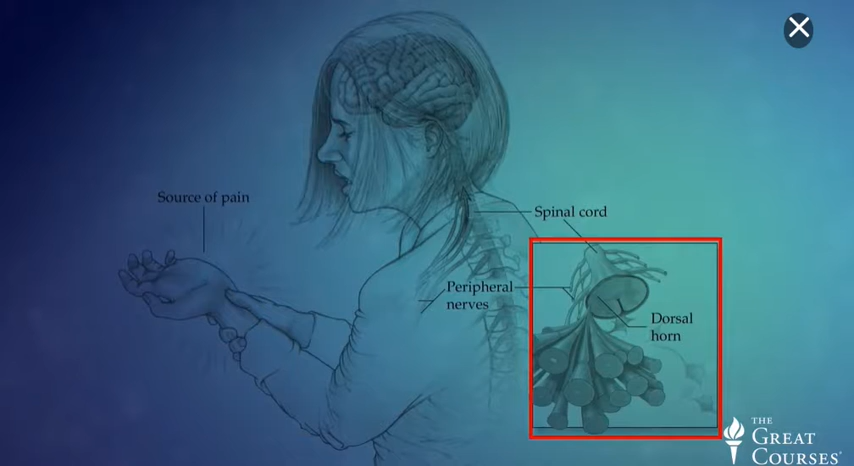 Source of pain
Spinal cord
Peripheral
nerves
Dorsal
horn
THE
GREAT
COURSES®